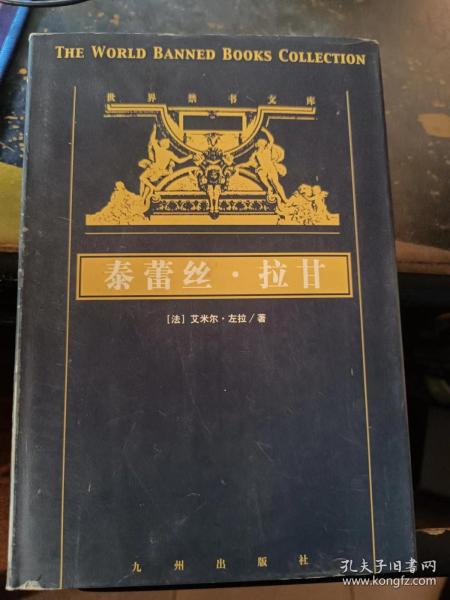 THE WORLD BANNED BOOKS COLLECTION
世界禁书文库
泰蕾丝·拉甘
［法］艾米尔·左拉／著
九州出版社
孔夫子旧书网
www.kongfz.com